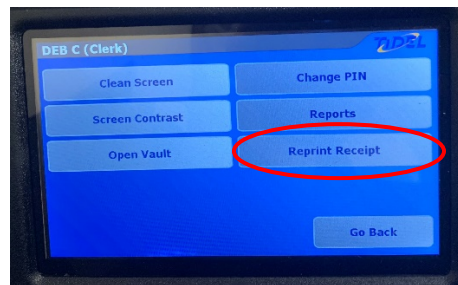 DEB C (Clerk)
TIDEL
Clean Screen
Change PIN
Screen Contrast
Reports
Open Vault
Reprint Receipt
Go Back